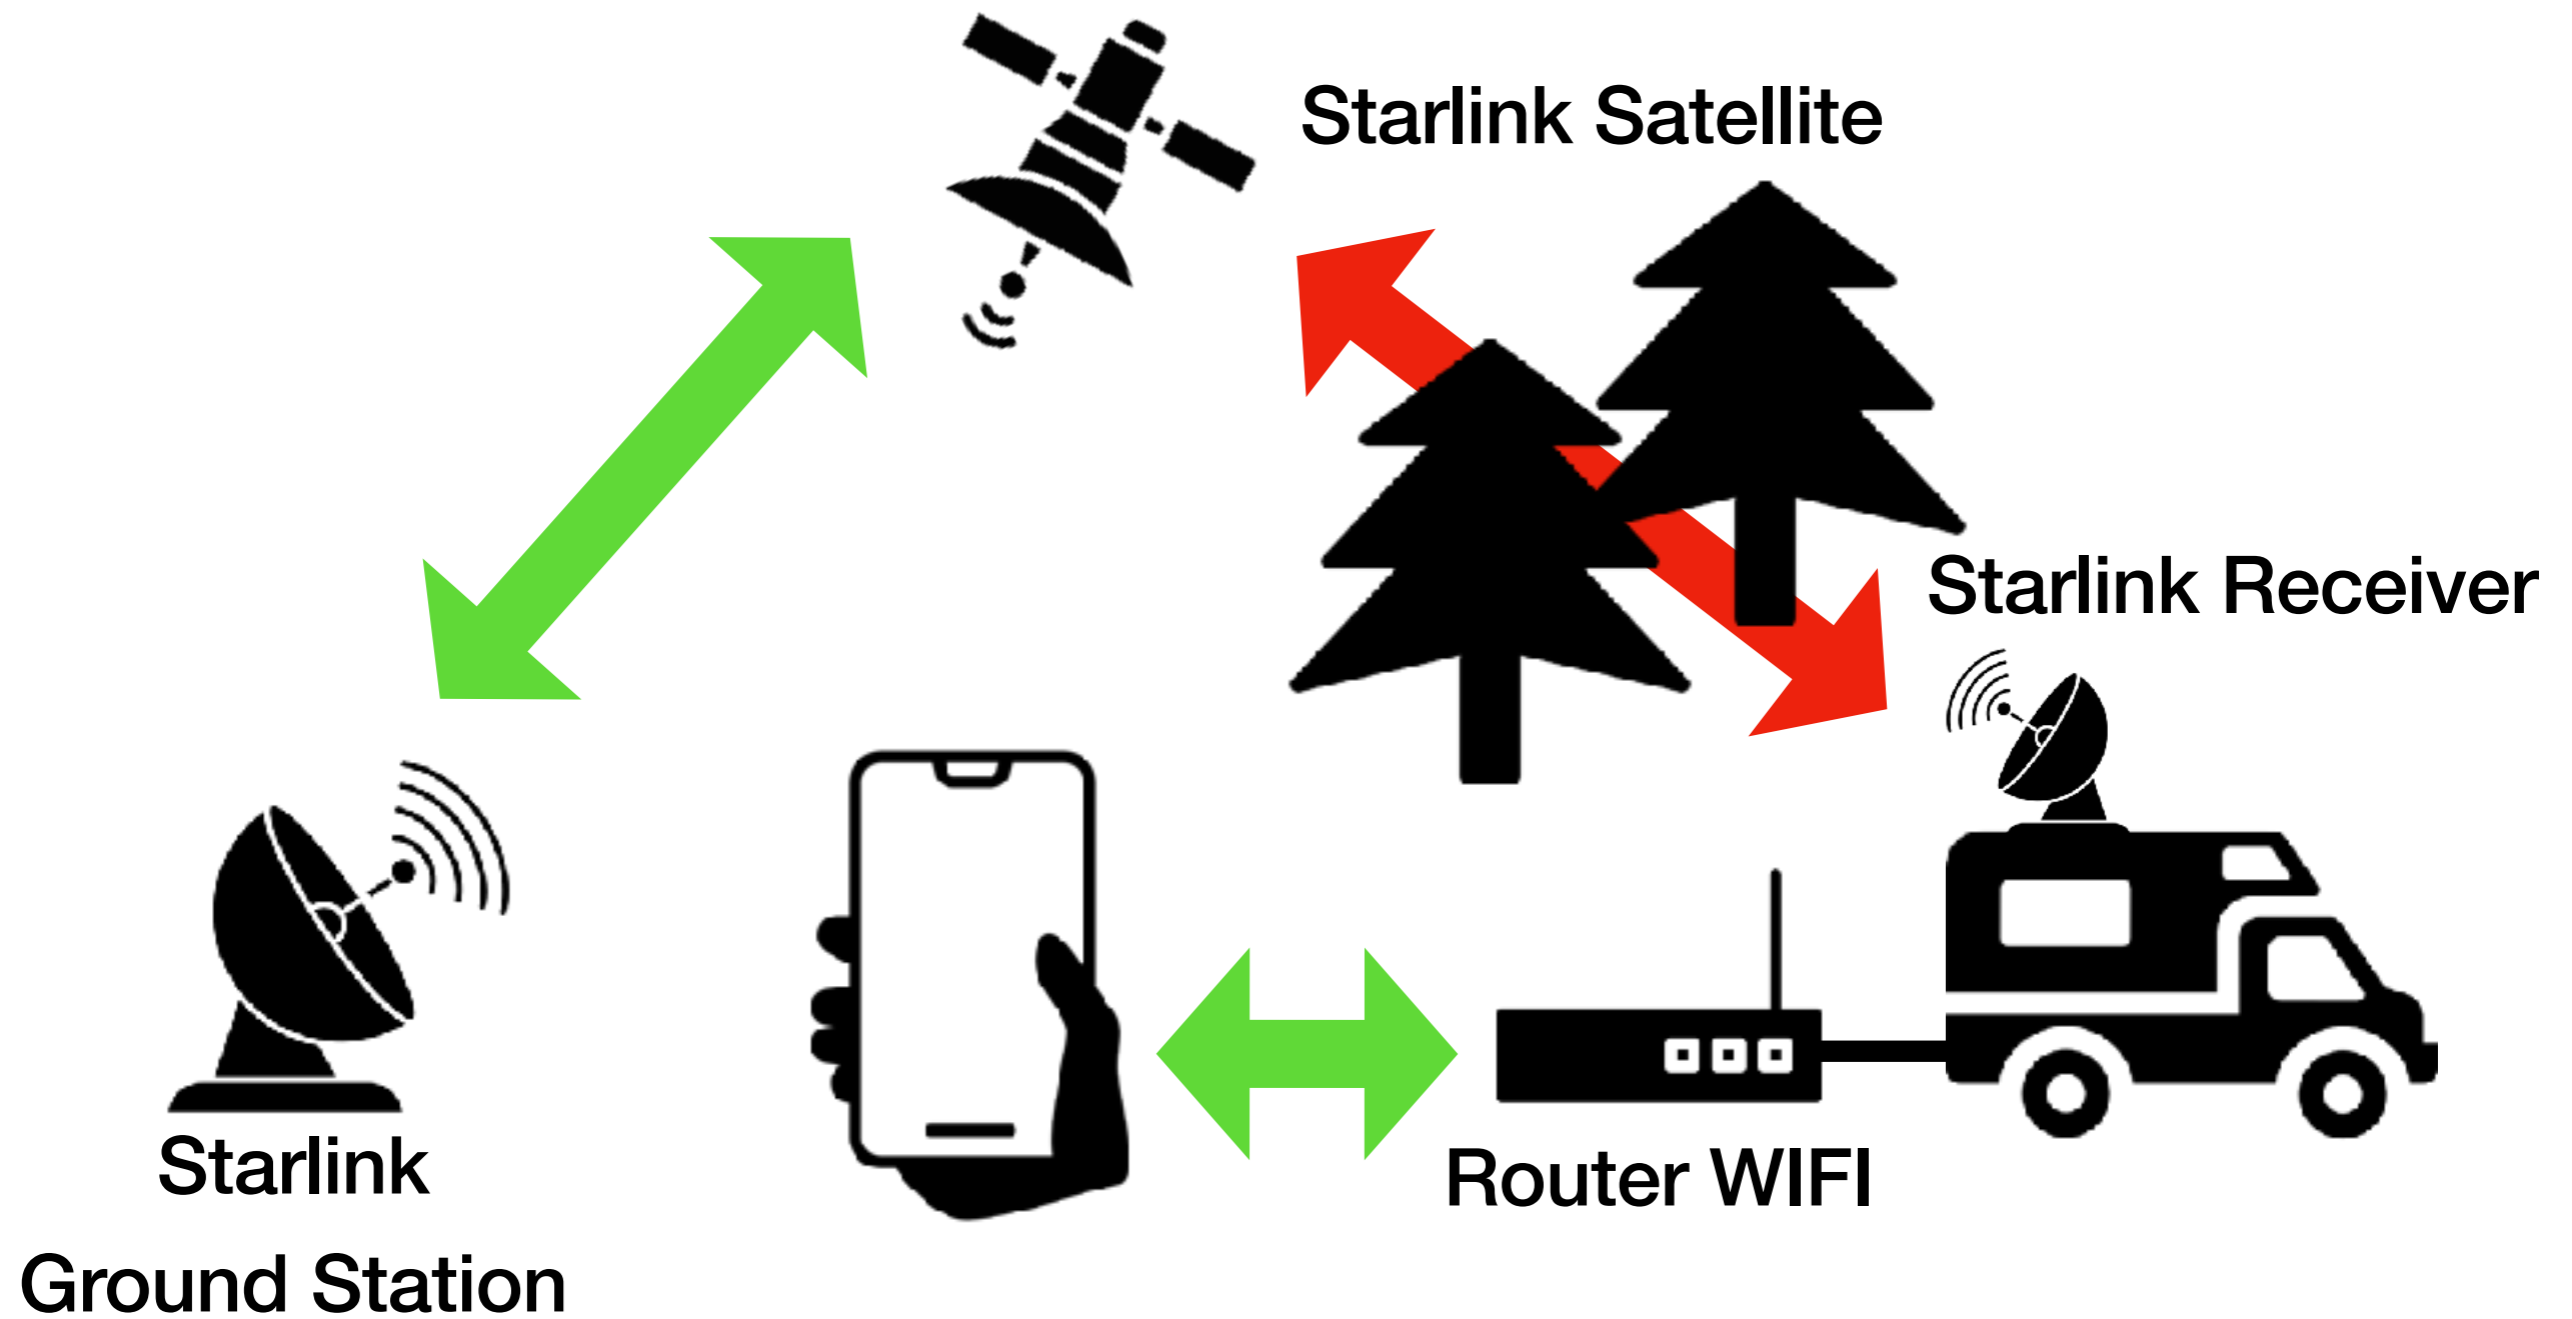 Starlink Satellite
Starlink Receiver
Starlink
Ground Station
Router WIFI